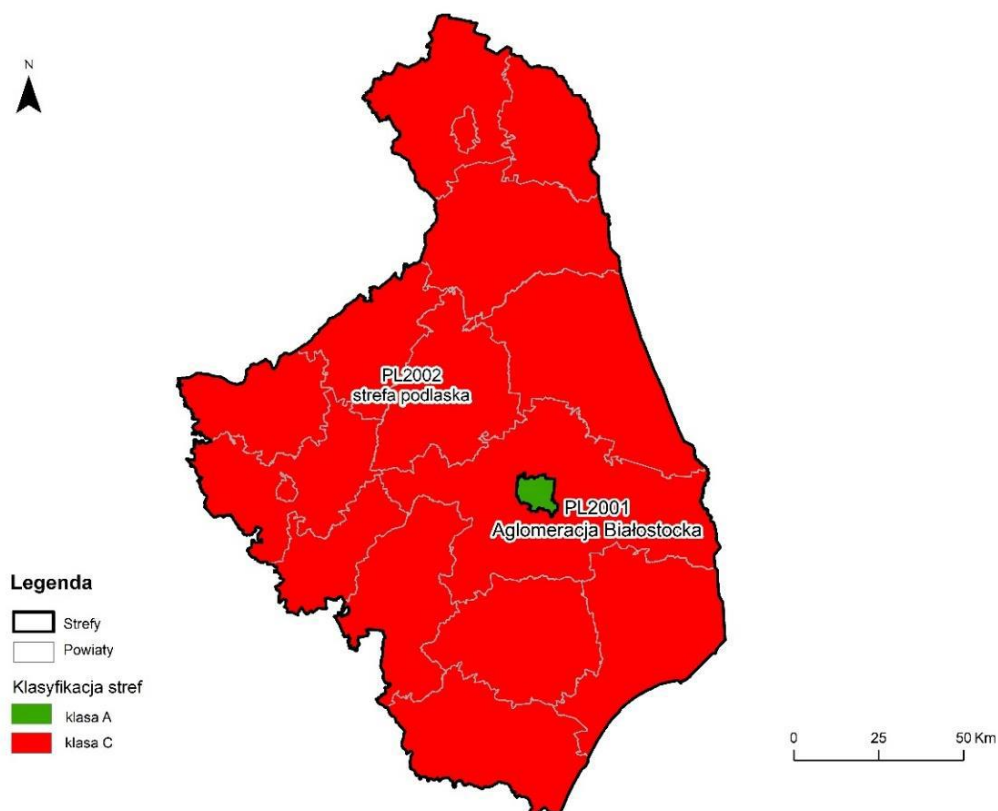 N
PL2002
strefa podlaska
PL2001
Aglomeracja Białostocka
Legenda
Strefy
Powiaty
Klasyfikacja stref
klasa A
klasa C
0 25 50 Km